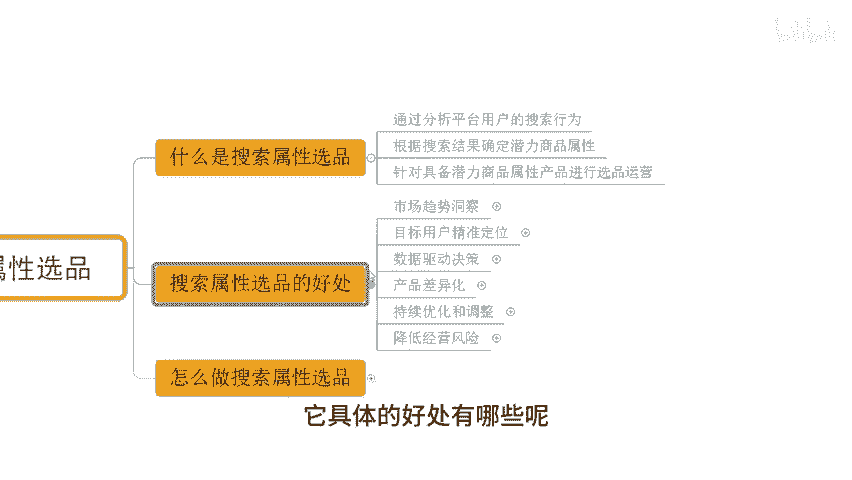 什么是搜索属性选品
通过分析平台用户的搜索行为
根据搜索结果确定潜力商品属性
针对具备潜力商品属性产品进行选品运营
属性选品
搜索属性选品的好处
市场趋势洞察
目标用户精准定位
数据驱动决策
产品差异化
持续优化和调整
降低经营风险
怎么做搜索属性选品
它具体的好处有哪些呢